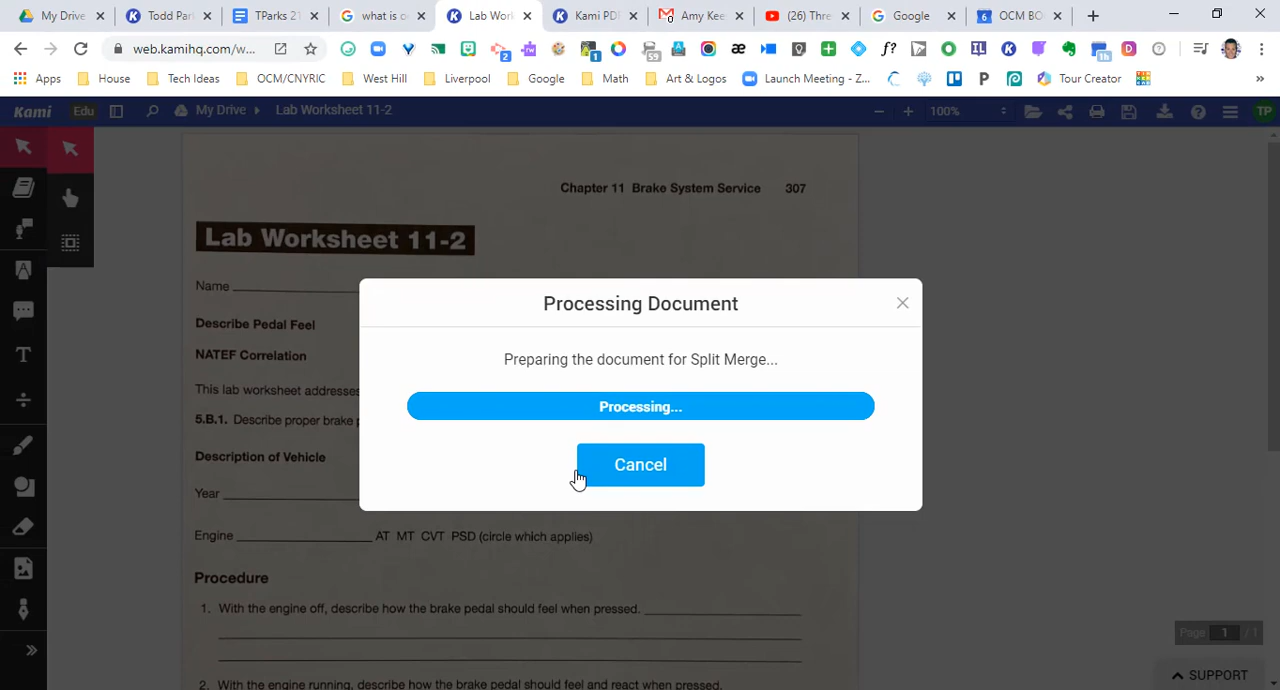 My Drive
Todd Par
TParks 21
what is o
Lab Work
Kami PDF
Amy Kee
(26) Thre
Google
OCM BO
web.kamihq.com/w...
Apps House Tech Ideas OCM/CNYRIC West Hill Liverpool Google Math Art & Logos Launch Meeting - Z... Tour Creator »
Kami Edu My Drive Lab Worksheet 11-2 100% TP
Chapter 11 Brake System Service 307
Lab Worksheet 11-2
Name
Processing Document
Describe Pedal Feel
NATEF Correlation
Preparing the document for Split Merge...
This lab worksheet addresses
Processing...
5.B.1. Describe proper brake p
Description of Vehicle
Cancel
Year
Engine AT MT CVT PSD (circle which applies)
Procedure
1. With the engine off, describe how the brake pedal should feel when pressed.
Page 1 / 1
SUPPORT
2. With the engine running, describe how the brake pedal should feel and react when pressed.